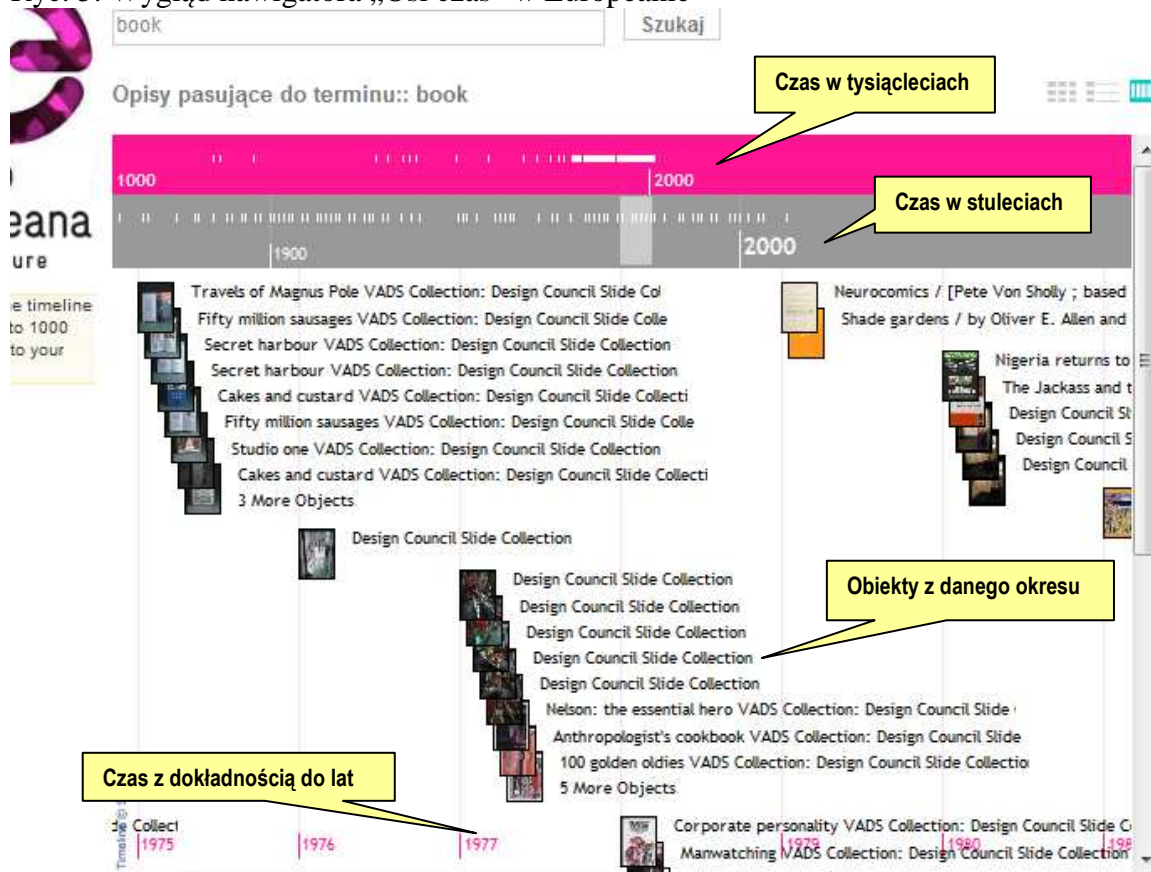 book
Szukaj
Opisy pasujące do terminu:: book
Czas w tysiącleciach
1000
2000
Czas w stuleciach
1900
2000
eana
ure
e timeline
to 1000
to your
Travels of Magnus Pole VADS Collection: Design Council Slide Col
Fifty million sausages VADS Collection: Design Council Slide Colle
Secret harbour VADS Collection: Design Council Slide Collection
Secret harbour VADS Collection: Design Council Slide Collection
Cakes and custard VADS Collection: Design Council Slide Collecti
Fifty million sausages VADS Collection: Design Council Slide Colle
Studio one VADS Collection: Design Council Slide Collection
Cakes and custard VADS Collection: Design Council Slide Collecti
3 More Objects
Neurocomics / [Pete Von Sholly ; based
Shade gardens / by Oliver E. Allen and
Nigeria returns to
The Jackass and t
Design Council Sl
Design Council S
Design Council
Design Council Slide Collection
Design Council Slide Collection
Design Council Slide Collection
Design Council Slide Collection
Design Council Slide Collection
Design Council Slide Collection
Nelson: the essential hero VADS Collection: Design Council Slide
Anthropologist's cookbook VADS Collection: Design Council Slide
100 golden oldies VADS Collection: Design Council Slide Collectio
5 More Objects
Obiekty z danego okresu
Czas z dokładnością do lat
Collect
Timeline ©
Corporate personality VADS Collection: Design Council Slide C
Manwatching VADS Collection: Design Council Slide Collection
1975
1976
1977
1979
1980
198